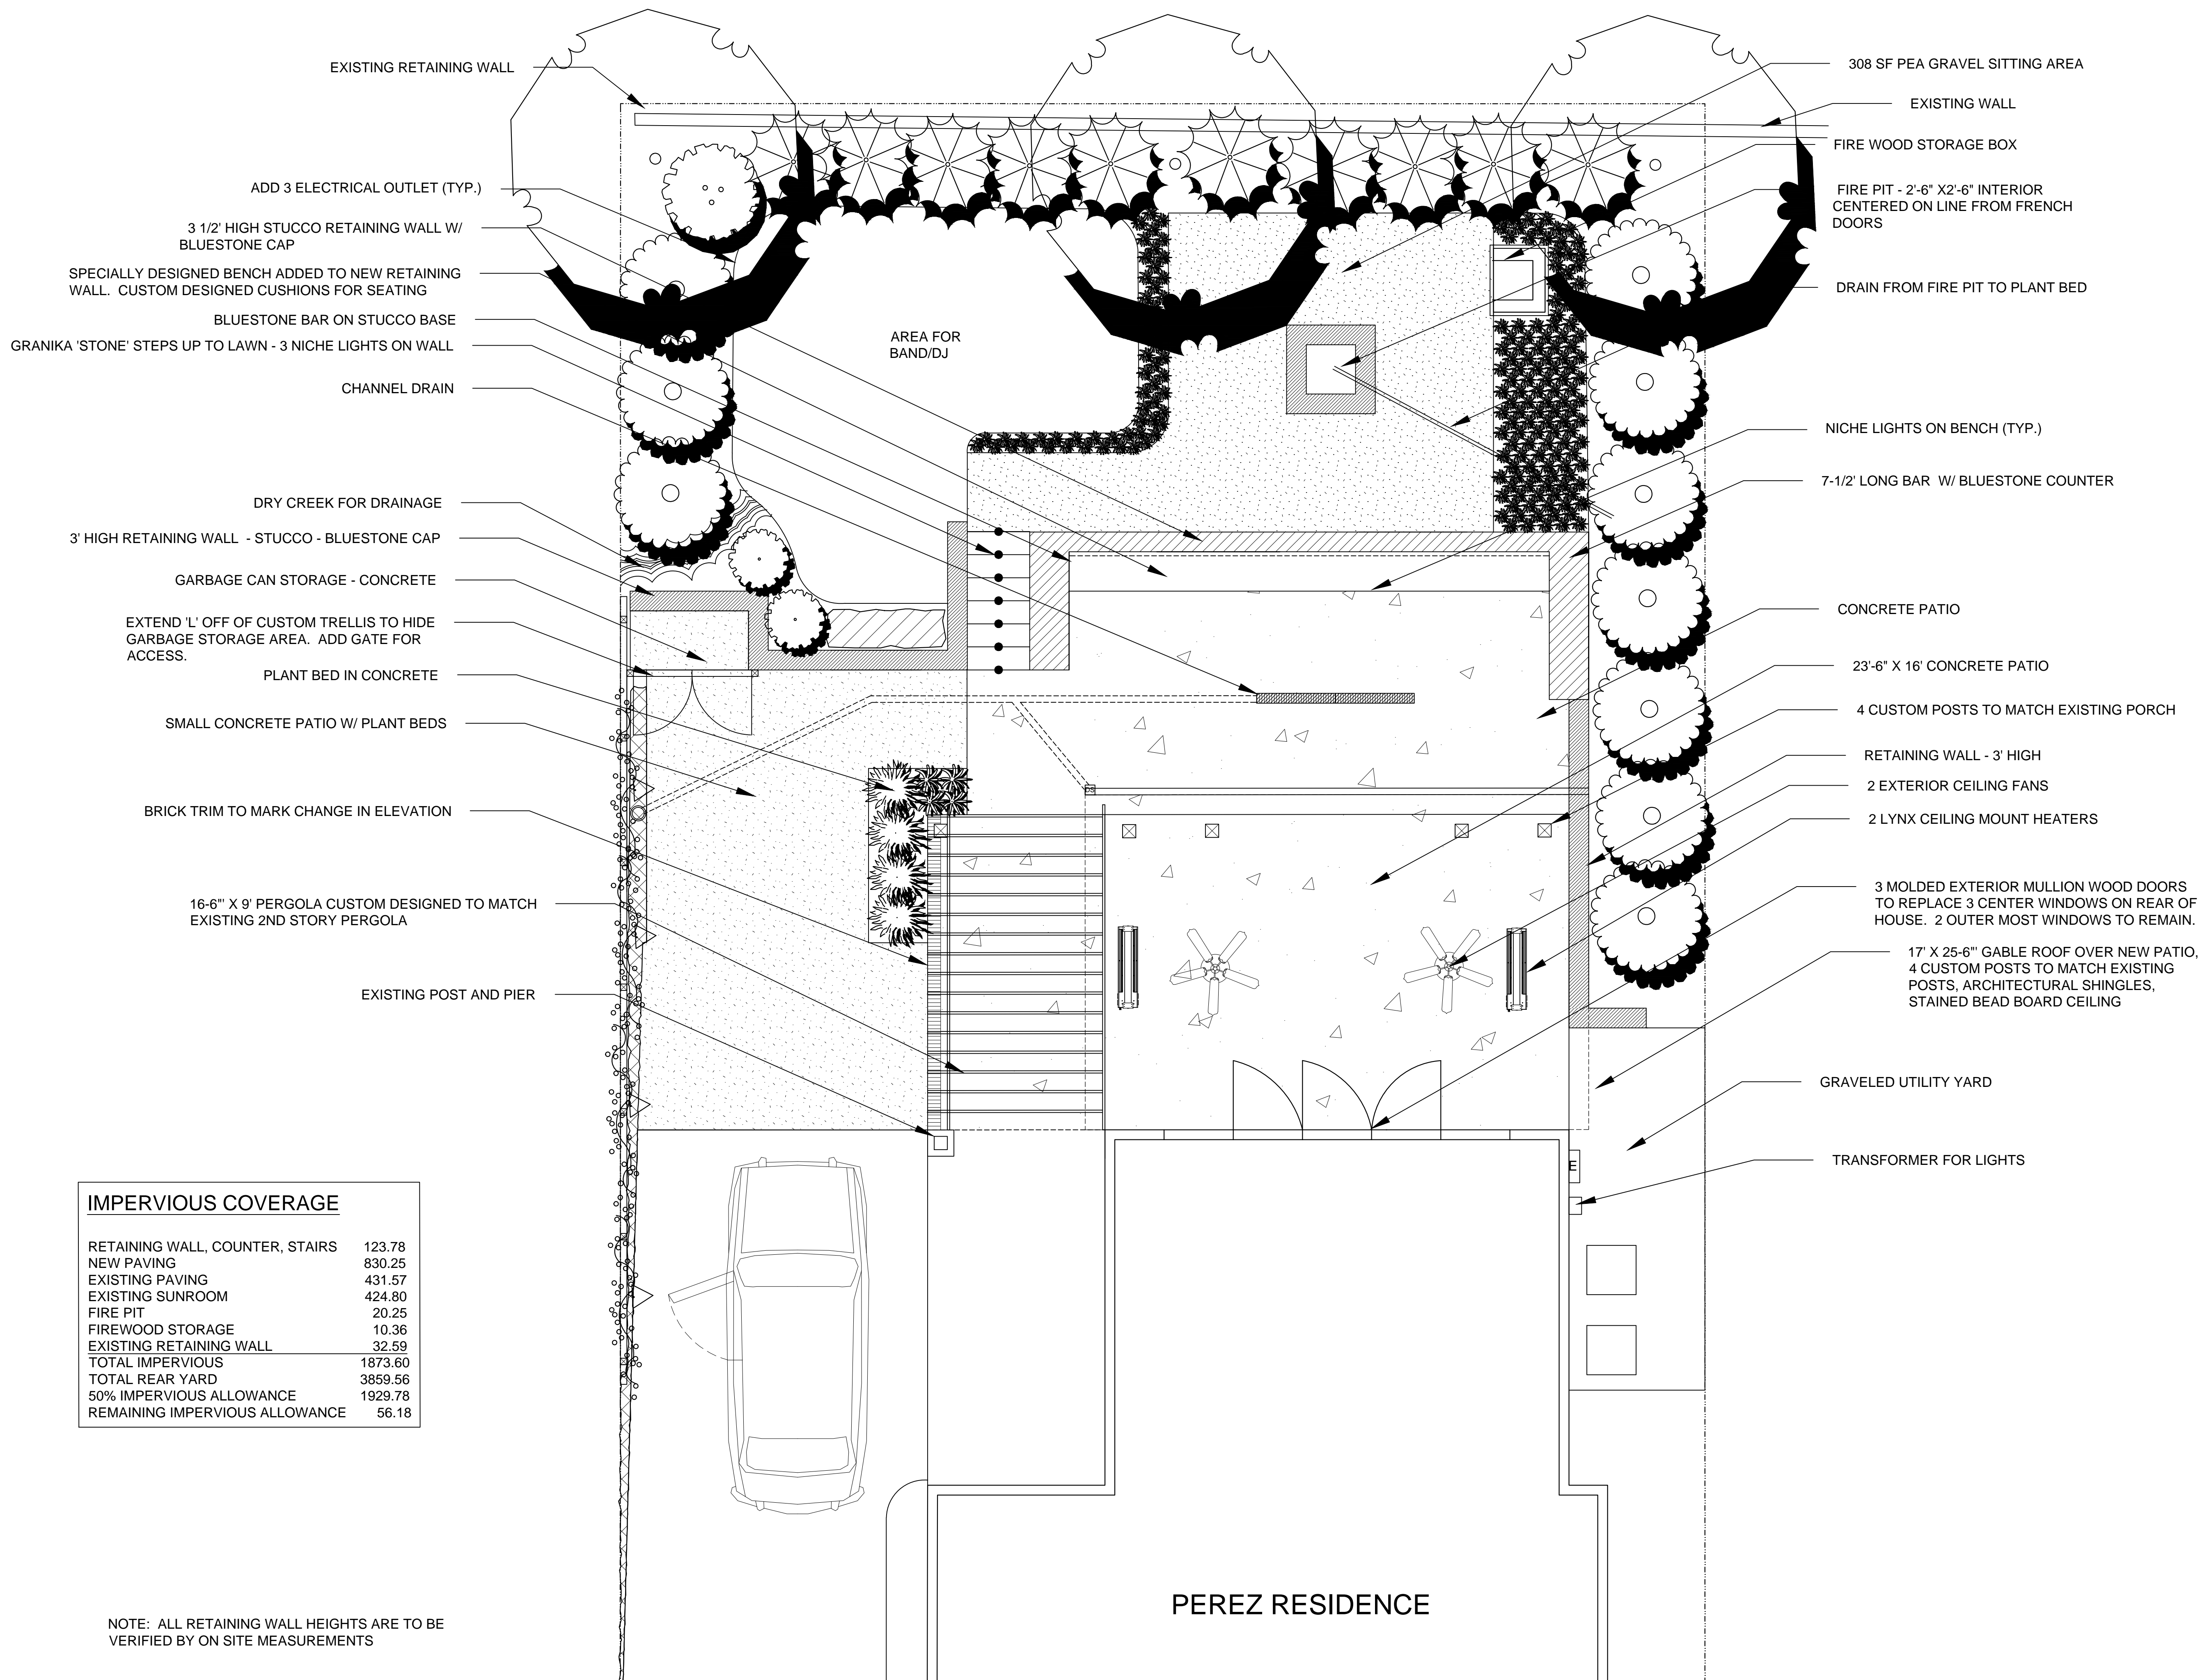 EXISTING RETAINING WALL
ADD 3 ELECTRICAL OUTLET (TYP.)
3 1/2' HIGH STUCCO RETAINING WALL W/
BLUESTONE CAP
SPECIALLY DESIGNED BENCH ADDED TO NEW RETAINING
WALL. CUSTOM DESIGNED CUSHIONS FOR SEATING
BLUESTONE BAR ON STUCCO BASE
GRANIKA 'STONE' STEPS UP TO LAWN - 3 NICHE LIGHTS ON WALL
CHANNEL DRAIN
DRY CREEK FOR DRAINAGE
3' HIGH RETAINING WALL - STUCCO - BLUESTONE CAP
GARBAGE CAN STORAGE - CONCRETE
EXTEND 'L' OFF OF CUSTOM TRELLIS TO HIDE
GARBAGE STORAGE AREA. ADD GATE FOR
ACCESS.
PLANT BED IN CONCRETE
SMALL CONCRETE PATIO W/ PLANT BEDS
BRICK TRIM TO MARK CHANGE IN ELEVATION
16-6"' X 9' PERGOLA CUSTOM DESIGNED TO MATCH
EXISTING 2ND STORY PERGOLA
EXISTING POST AND PIER
AREA FOR
BAND/DJ
DS
308 SF PEA GRAVEL SITTING AREA
EXISTING WALL
FIRE WOOD STORAGE BOX
FIRE PIT - 2'-6" X2'-6" INTERIOR
CENTERED ON LINE FROM FRENCH
DOORS
DRAIN FROM FIRE PIT TO PLANT BED
NICHE LIGHTS ON BENCH (TYP.)
7-1/2' LONG BAR W/ BLUESTONE COUNTER
CONCRETE PATIO
23'-6" X 16' CONCRETE PATIO
4 CUSTOM POSTS TO MATCH EXISTING PORCH
RETAINING WALL - 3' HIGH
2 EXTERIOR CEILING FANS
2 LYNX CEILING MOUNT HEATERS
3 MOLDED EXTERIOR MULLION WOOD DOORS
TO REPLACE 3 CENTER WINDOWS ON REAR OF
HOUSE. 2 OUTER MOST WINDOWS TO REMAIN.
17' X 25-6"' GABLE ROOF OVER NEW PATIO,
4 CUSTOM POSTS TO MATCH EXISTING
POSTS, ARCHITECTURAL SHINGLES,
STAINED BEAD BOARD CEILING
GRAVELED UTILITY YARD
E
TRANSFORMER FOR LIGHTS
IMPERVIOUS COVERAGE
RETAINING WALL, COUNTER, STAIRS 123.78
NEW PAVING 830.25
EXISTING PAVING 431.57
EXISTING SUNROOM 424.80
FIRE PIT 20.25
FIREWOOD STORAGE 10.36
EXISTING RETAINING WALL 32.59
TOTAL IMPERVIOUS 1873.60
TOTAL REAR YARD 3859.56
50% IMPERVIOUS ALLOWANCE 1929.78
REMAINING IMPERVIOUS ALLOWANCE 56.18
PEREZ RESIDENCE
NOTE: ALL RETAINING WALL HEIGHTS ARE TO BE
VERIFIED BY ON SITE MEASUREMENTS